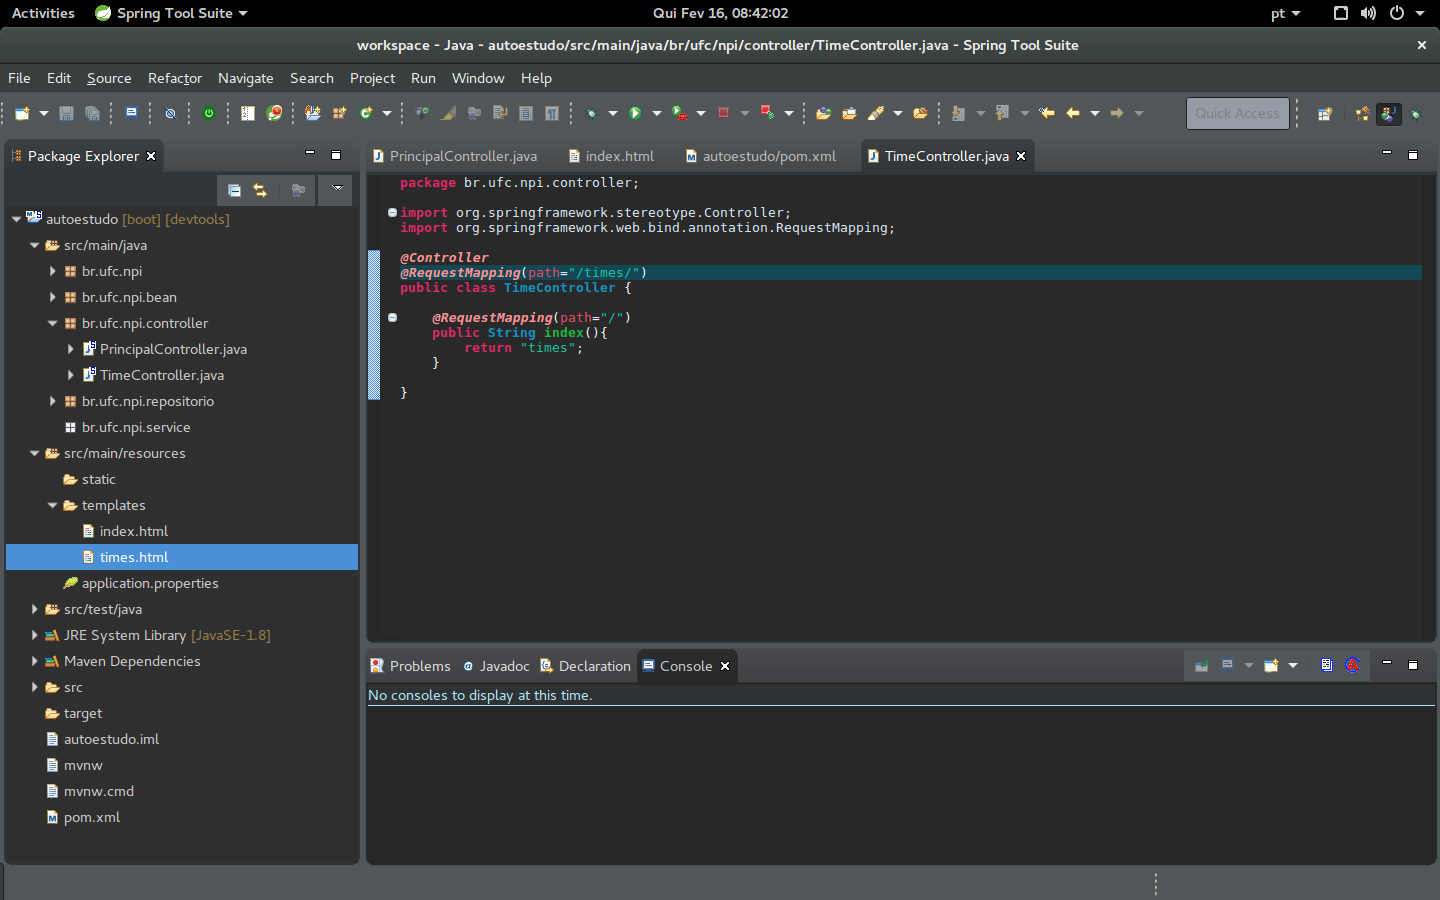 Activities Spring Tool Suite Qui Fev 16, 08:42:02 pt
workspace - Java - autoestudo/src/main/java/br/ufc/npi/controller/TimeController.java - Spring Tool Suite
File Edit Source Refactor Navigate Search Project Run Window Help
Quick Access
Package Explorer
autoestudo [boot] [devtools]
src/main/java
br.ufc.npi
br.ufc.npi.bean
br.ufc.npi.controller
PrincipalController.java
TimeController.java
br.ufc.npi.repositorio
br.ufc.npi.service
src/main/resources
static
templates
index.html
times.html
application.properties
src/test/java
JRE System Library [JavaSE-1.8]
Maven Dependencies
src
target
autoestudo.iml
mvnw
mvnw.cmd
pom.xml
PrincipalController.java index.html autoestudo/pom.xml TimeController.java
package br.ufc.npi.controller;
import org.springframework.stereotype.Controller;
import org.springframework.web.bind.annotation.RequestMapping;
@Controller
@RequestMapping(path="/times/")
public class TimeController {
@RequestMapping(path="/")
public String index(){
return "times";
}
}
Problems Javadoc Declaration Console
No consoles to display at this time.